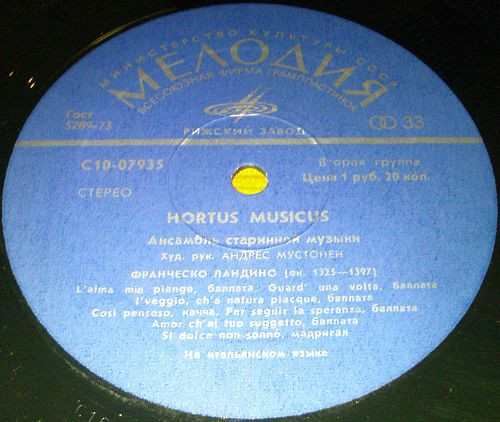 МИНИСТЕРСТВО КУЛЬТУРЫ СССР
МЕЛОДИЯ
ВСЕСОЮЗНАЯ ФИРМА ГРАМПЛАСТИНОК
Гост
5289-73
33
РИЖСКИЙ ЗАВОД
С10-07935
Вторая группа
СТЕРЕО
Цена 1 руб. 20 коп.
HORTUS MUSICUS
Ансамбль старинной музыки
Худ. рук. АНДРЕС МУСТОНЕН
ФРАНЧЕСКО ЛАНДИНО (ок. 1325—1397)
L'alma mia piange, баллата. Guard' una volta, баллата
I'veggio, ch'a natura piacque, баллата
Cosi pensoso, качча. Per seguir la speranza, баллата
Amor ch'al tuo suggetto, баллата
Si dolce non sonno, мадригал
На итальянском языке